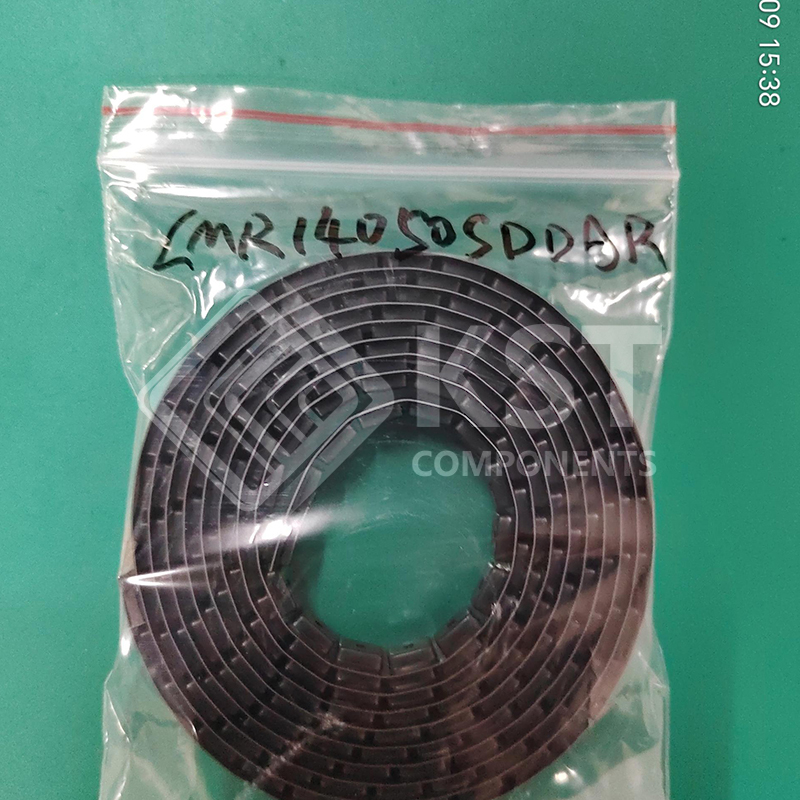 09 15:38
LMR14050SDDAR
KST
COMPONENTS